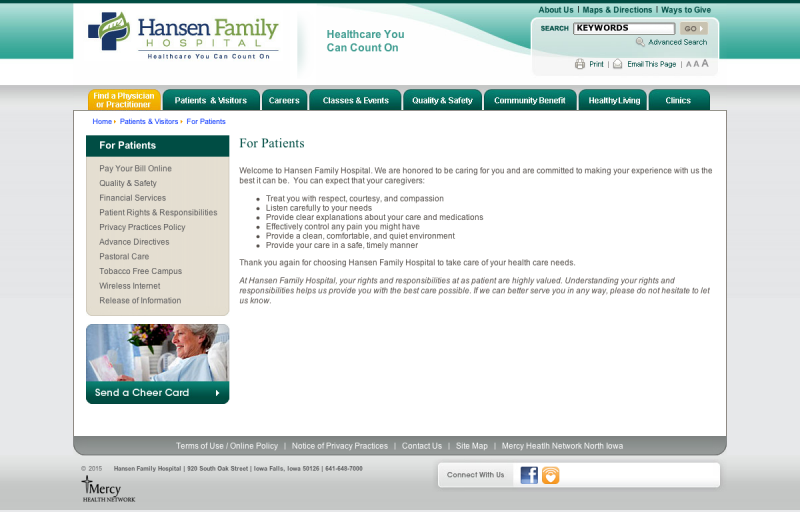 About Us | Maps & Directions | Ways to Give
Hansen Family
HOSPITAL
Healthcare You Can Count On
Healthcare You
Can Count On
SEARCH KEYWORDS GO
Advanced Search
Print | Email This Page | A A A
Find a Physician
or Practitioner
Patients & Visitors
Careers
Classes & Events
Quality & Safety
Community Benefit
Healthy Living
Clinics
Home Patients & Visitors For Patients
For Patients
Pay Your Bill Online
Quality & Safety
Financial Services
Patient Rights & Responsibilities
Privacy Practices Policy
Advance Directives
Pastoral Care
Tobacco Free Campus
Wireless Internet
Release of Information
Send a Cheer Card
For Patients
Welcome to Hansen Family Hospital. We are honored to be caring for you and are committed to making your experience with us the
best it can be. You can expect that your caregivers:
Treat you with respect, courtesy, and compassion
Listen carefully to your needs
Provide clear explanations about your care and medications
Effectively control any pain you might have
Provide a clean, comfortable, and quiet environment
Provide your care in a safe, timely manner
Thank you again for choosing Hansen Family Hospital to take care of your health care needs.
At Hansen Family Hospital, your rights and responsibilities at as patient are highly valued. Understanding your rights and
responsibilities helps us provide you with the best care possible. If we can better serve you in any way, please do not hesitate to let
us know.
Terms of Use / Online Policy | Notice of Privacy Practices | Contact Us | Site Map | Mercy Health Network North Iowa
© 2015 Hansen Family Hospital | 920 South Oak Street | Iowa Falls, Iowa 50126 | 641-648-7000
Mercy
HEALTH NETWORK
Connect With Us